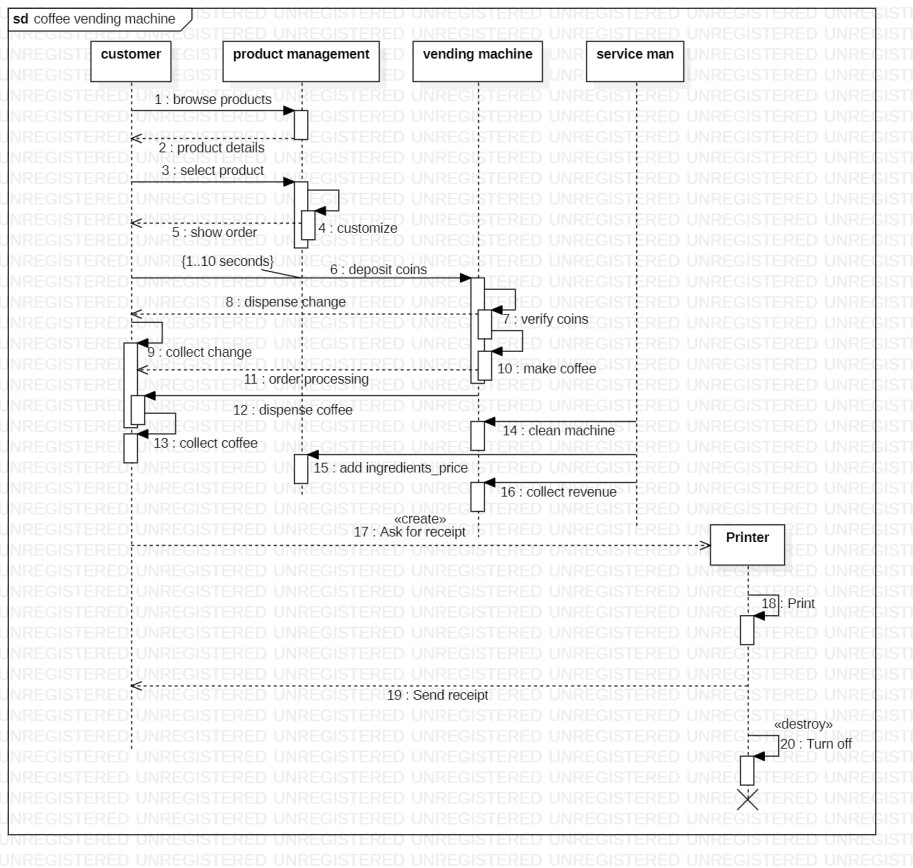 sd coffee vending machine
customer
product management
vending machine
service man
1 : browse products
2 : product details
3 : select product
4 : customize
5 : show order
{1..10 seconds}
6 : deposit coins
8 : dispense change
7 : verify coins
9 : collect change
10 : make coffee
11 : order processing
12 : dispense coffee
13 : collect coffee
14 : clean machine
15 : add ingredients_price
16 : collect revenue
«create»
17 : Ask for receipt
Printer
18 : Print
19 : Send receipt
«destroy»
20 : Turn off
UNREGISTERED